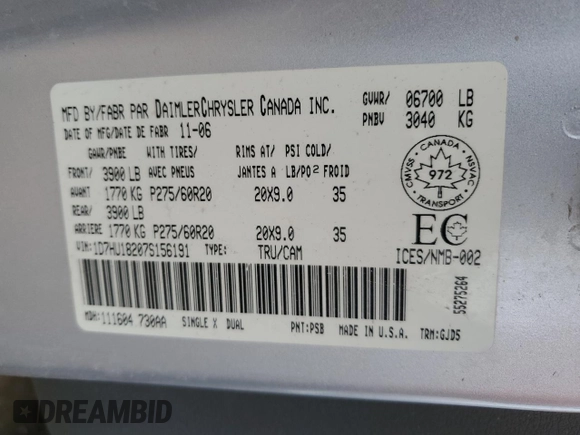 MFD BY/FABR PAR DAIMLERCHRYSLER CANADA INC.
DATE OF MFG/DATE DE FABR 11-06
GVWR/ 06700 LB
PNBV 3040 KG
GAWR/PNBE WITH TIRES/ RIMS AT/ PSI COLD/
FRONT/ 3900 LB AVEC PNEUS JANTES A LB/PO2 FROID
AVANT 1770 KG P275/60R20 20X9.0 35
REAR/ 3900 LB
ARRIERE 1770 KG P275/60R20 20X9.0 35
VIN: 1D7HU18207S156191 TYPE: TRU/CAM
MDH: 111604 730AA SINGLE X DUAL
PNT: PSB MADE IN U.S.A. TRM: GJD5
CANADA
CMVSS NSVAC
972
TRANSPORT
EC
ICES/NMB-002
55275264
DREAMBID